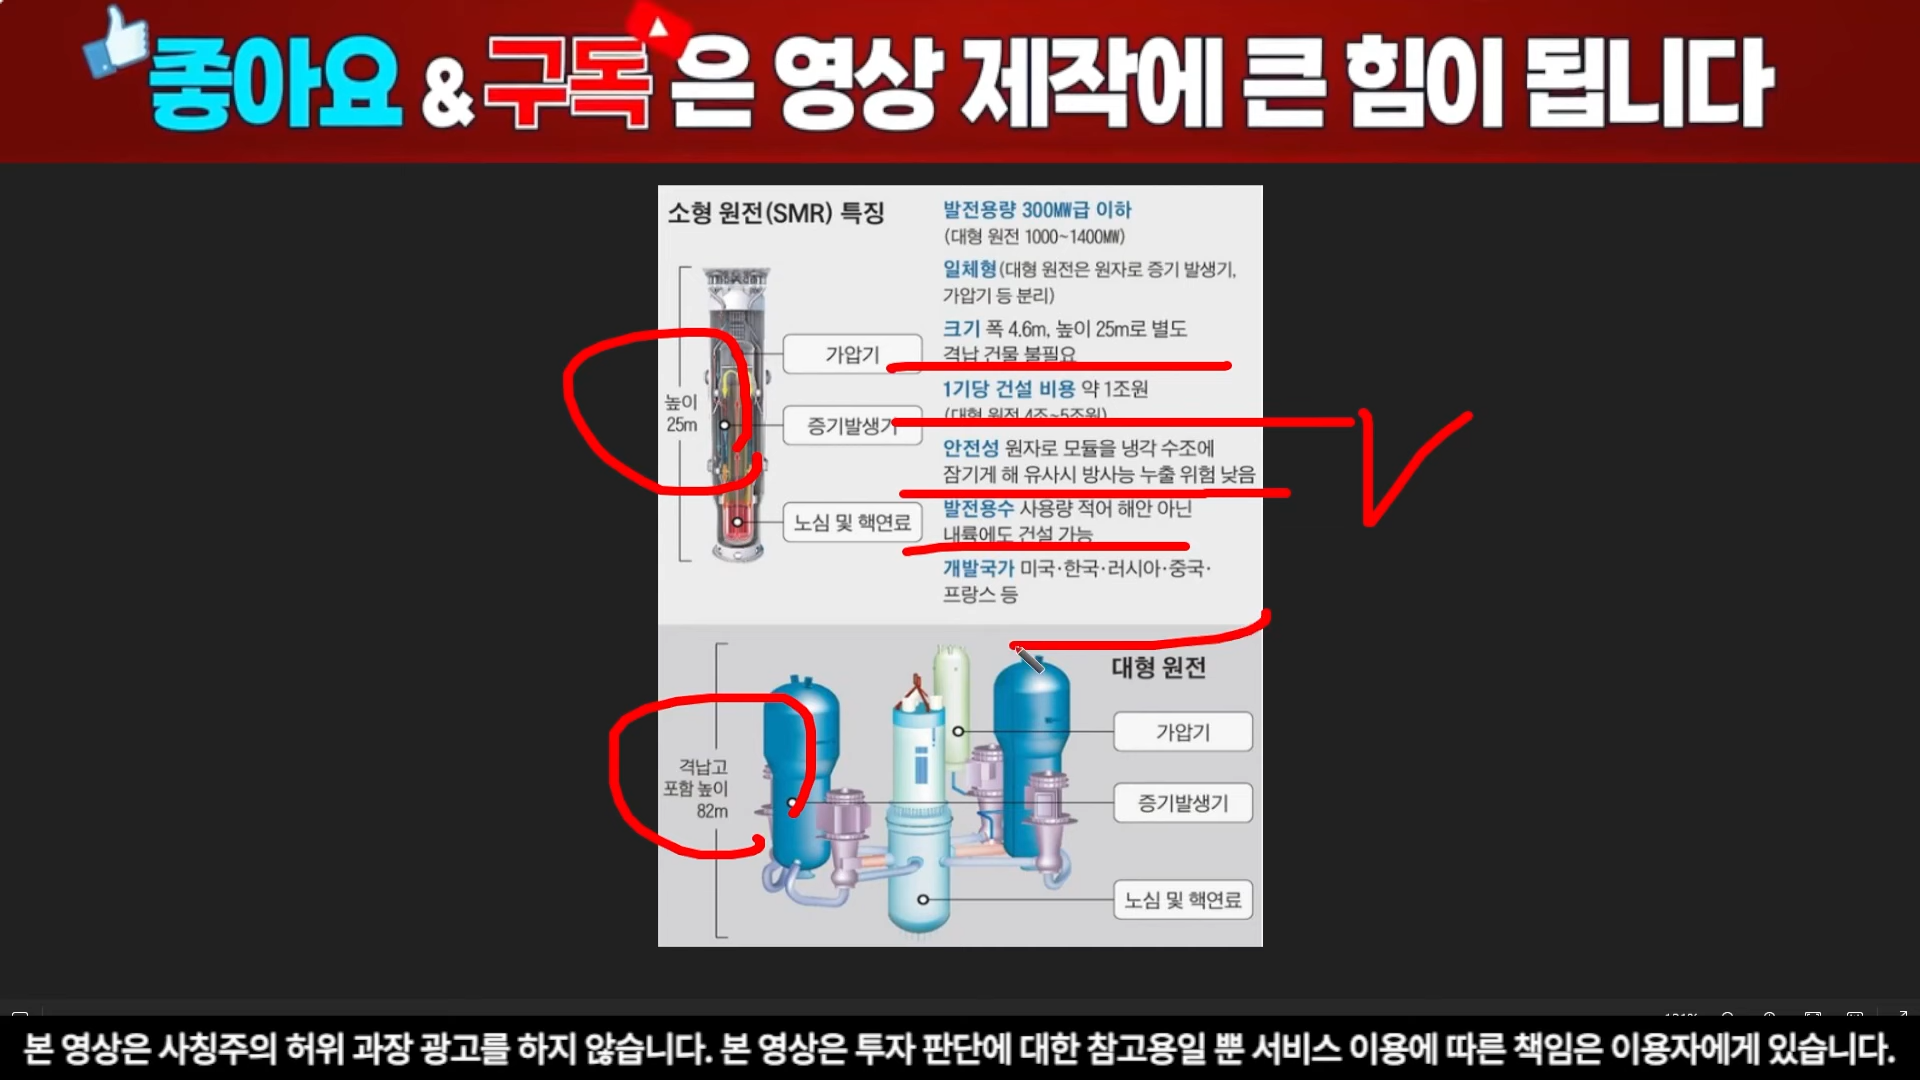 좋아요 & 구독 은 영상 제작에 큰 힘이 됩니다
소형 원전(SMR) 특징
발전용량 300㎿급 이하
(대형 원전 1000~1400㎿)
일체형(대형 원전은 원자로 증기 발생기,
가압기 등 분리)
크기 폭 4.6m, 높이 25m로 별도
격납 건물 불필요
1기당 건설 비용 약 1조원
(대형 원전 4조~5조원)
안전성 원자로 모듈을 냉각 수조에
잠기게 해 유사시 방사능 누출 위험 낮음
발전용수 사용량 적어 해안 아닌
내륙에도 건설 가능
개발국가 미국·한국·러시아·중국·
프랑스 등
가압기
높이
25m
증기발생기
노심 및 핵연료
대형 원전
가압기
격납고
포함 높이
82m
증기발생기
노심 및 핵연료
본 영상은 사칭주의 허위 과장 광고를 하지 않습니다. 본 영상은 투자 판단에 대한 참고용일 뿐 서비스 이용에 따른 책임은 이용자에게 있습니다.